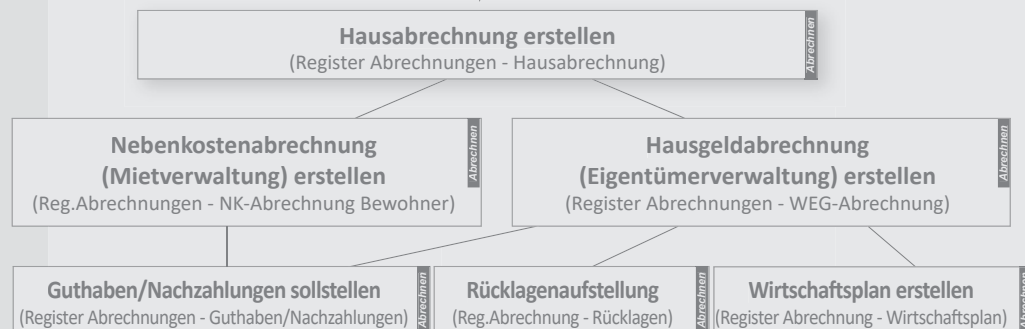 Hausabrechnung erstellen
(Register Abrechnungen - Hausabrechnung)
Abrechnen
Nebenkostenabrechnung
(Mietverwaltung) erstellen
(Reg.Abrechnungen - NK-Abrechnung Bewohner)
Abrechnen
Hausgeldabrechnung
(Eigentümerverwaltung) erstellen
(Register Abrechnungen - WEG-Abrechnung)
Abrechnen
Guthaben/Nachzahlungen sollstellen
(Register Abrechnungen - Guthaben/Nachzahlungen)
Abrechnen
Rücklagenaufstellung
(Reg.Abrechnung - Rücklagen)
Abrechnen
Wirtschaftsplan erstellen
(Register Abrechnung - Wirtschaftsplan)
Abrechnen